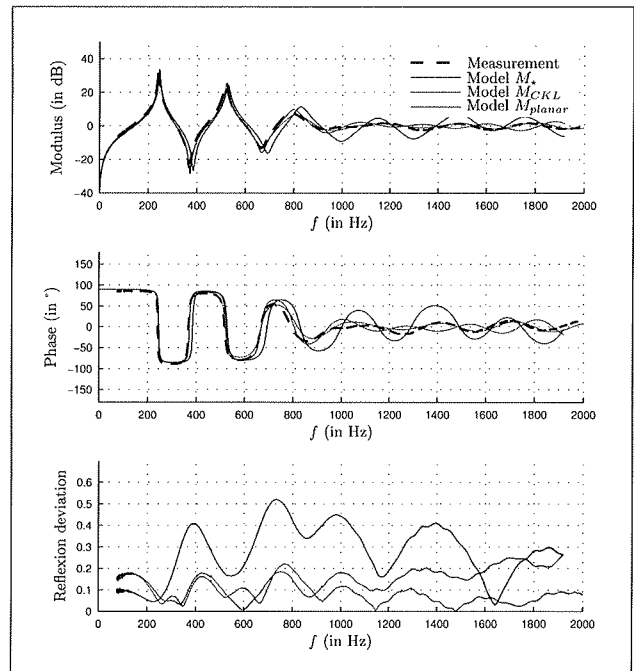 40
20
0
−20
−40
Modulus (in dB)
Measurement
Model M⋆
Model M_CKL
Model M_planar
0 200 400 600 800 1000 1200 1400 1600 1800 2000
f (in Hz)
150
100
50
0
−50
−100
−150
Phase (in °)
0 200 400 600 800 1000 1200 1400 1600 1800 2000
f (in Hz)
0.6
0.5
0.4
0.3
0.2
0.1
0
Reflexion deviation
0 200 400 600 800 1000 1200 1400 1600 1800 2000
f (in Hz)